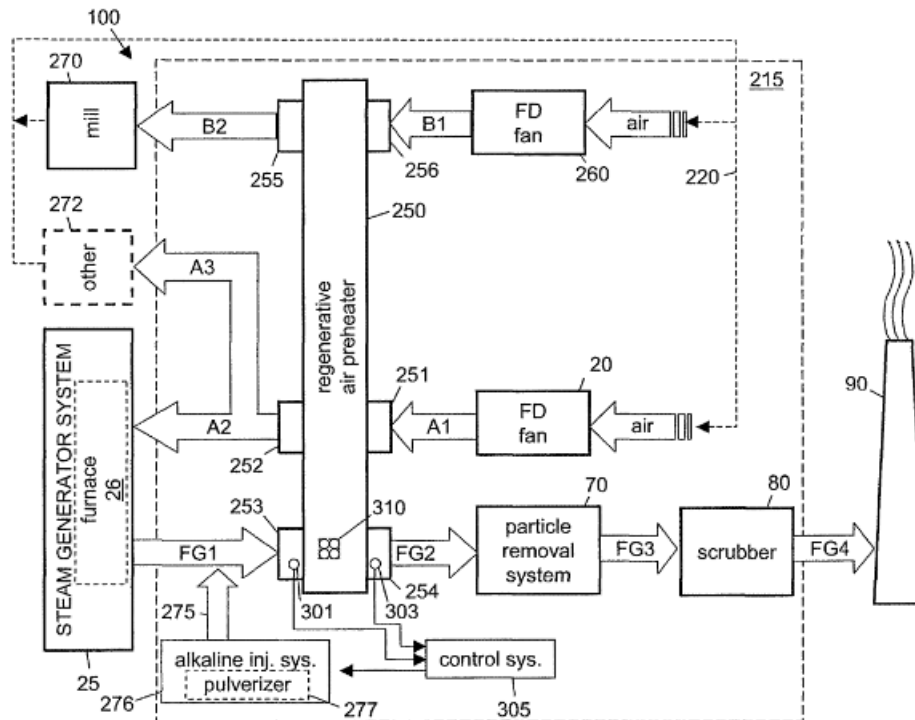 100
270
mill
B2
255
256
B1
FD
fan
260
air
215
220
272
other
A3
250
regenerative
air preheater
STEAM GENERATOR SYSTEM
furnace
26
A2
252
251
A1
20
FD
fan
air
90
253
310
FG1
FG2
254
70
particle
removal
system
FG3
80
scrubber
FG4
301
303
275
alkaline inj. sys.
pulverizer
control sys.
25
276
277
305